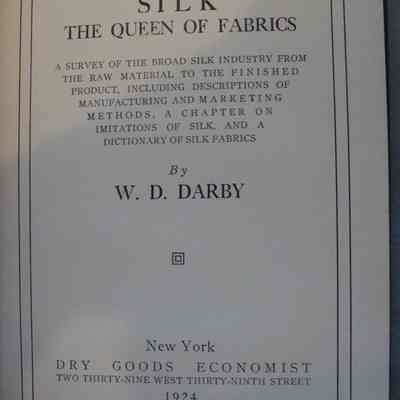 SILK
THE QUEEN OF FABRICS
A SURVEY OF THE BROAD SILK INDUSTRY FROM
THE RAW MATERIAL TO THE FINISHED
PRODUCT, INCLUDING DESCRIPTIONS OF
MANUFACTURING AND MARKETING
METHODS, A CHAPTER ON
IMITATIONS OF SILK, AND A
DICTIONARY OF SILK FABRICS
By
W. D. DARBY
New York
DRY GOODS ECONOMIST
TWO THIRTY-NINE WEST THIRTY-NINTH STREET
1924